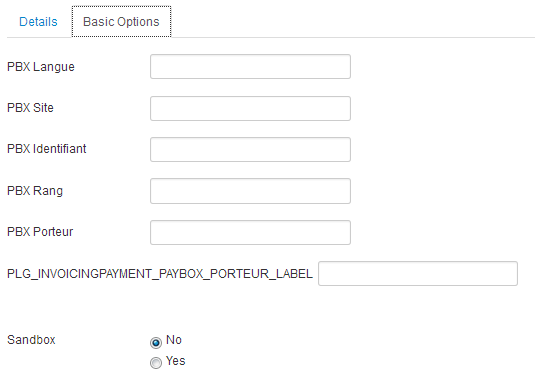 Details Basic Options
PBX Langue
PBX Site
PBX Identifiant
PBX Rang
PBX Porteur
PLG_INVOICINGPAYMENT_PAYBOX_PORTEUR_LABEL
Sandbox No
Yes